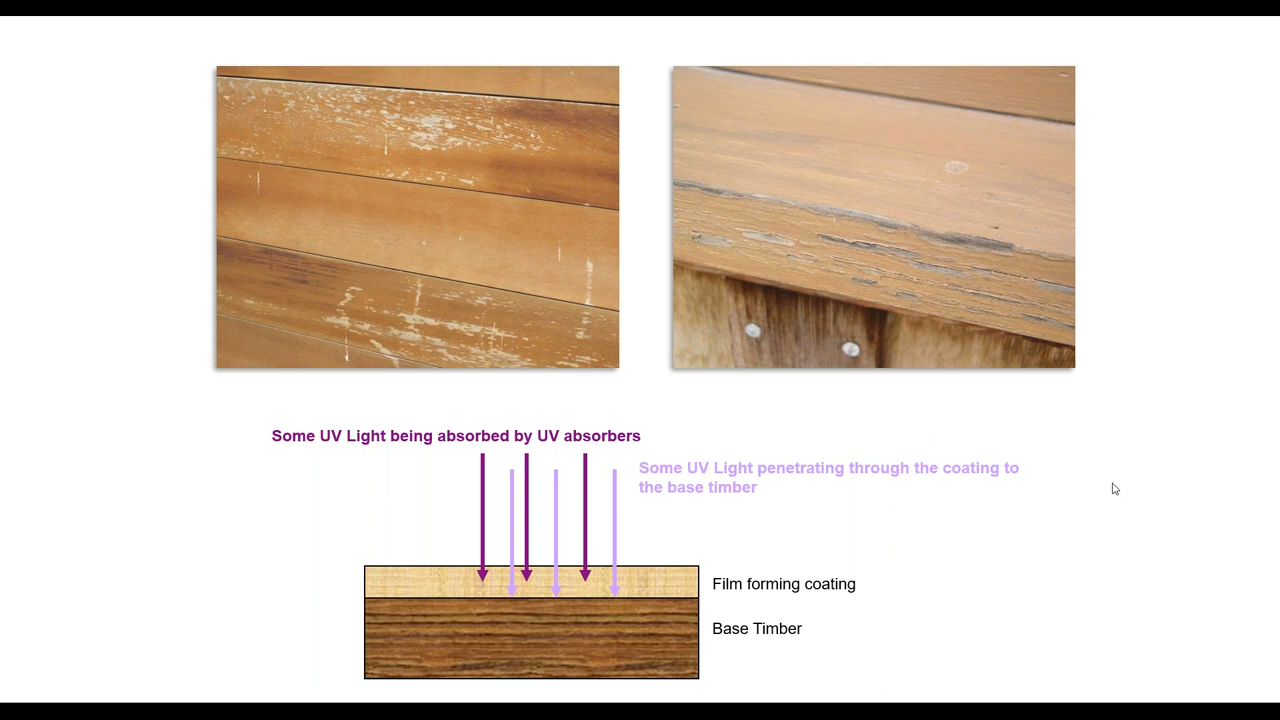 Some UV Light being absorbed by UV absorbers
Some UV Light penetrating through the coating to
the base timber
Film forming coating
Base Timber